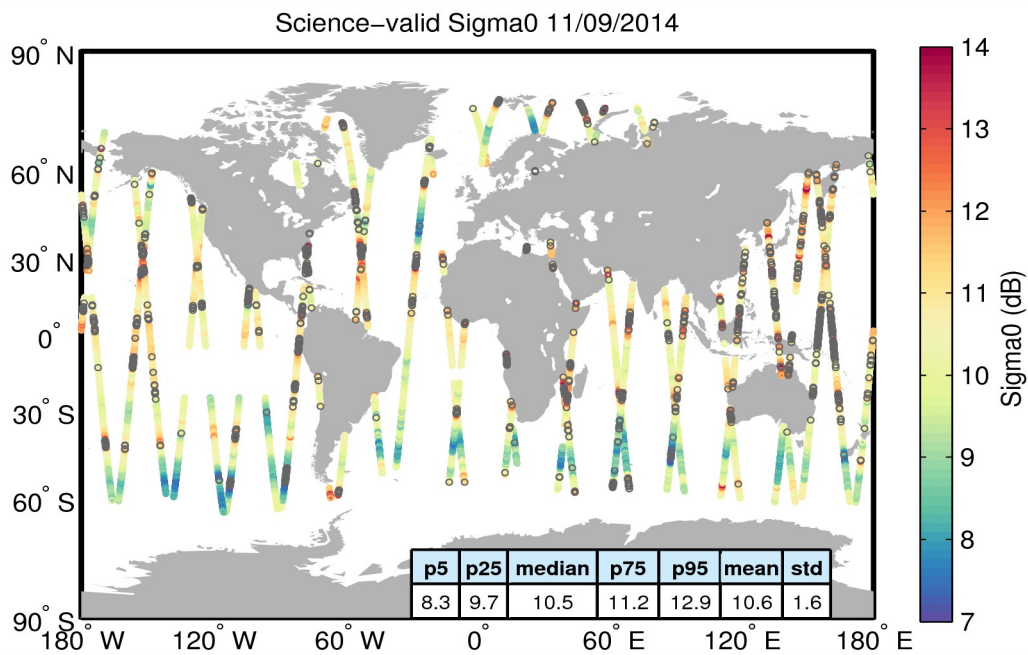 Science−valid Sigma0 11/09/2014
90° N
60° N
30° N
0°
30° S
60° S
90° S
180° W
120° W
60° W
0°
60° E
120° E
180° E
14
13
12
11
10
9
8
7
Sigma0 (dB)
p5 p25 median p75 p95 mean std
8.3 9.7 10.5 11.2 12.9 10.6 1.6